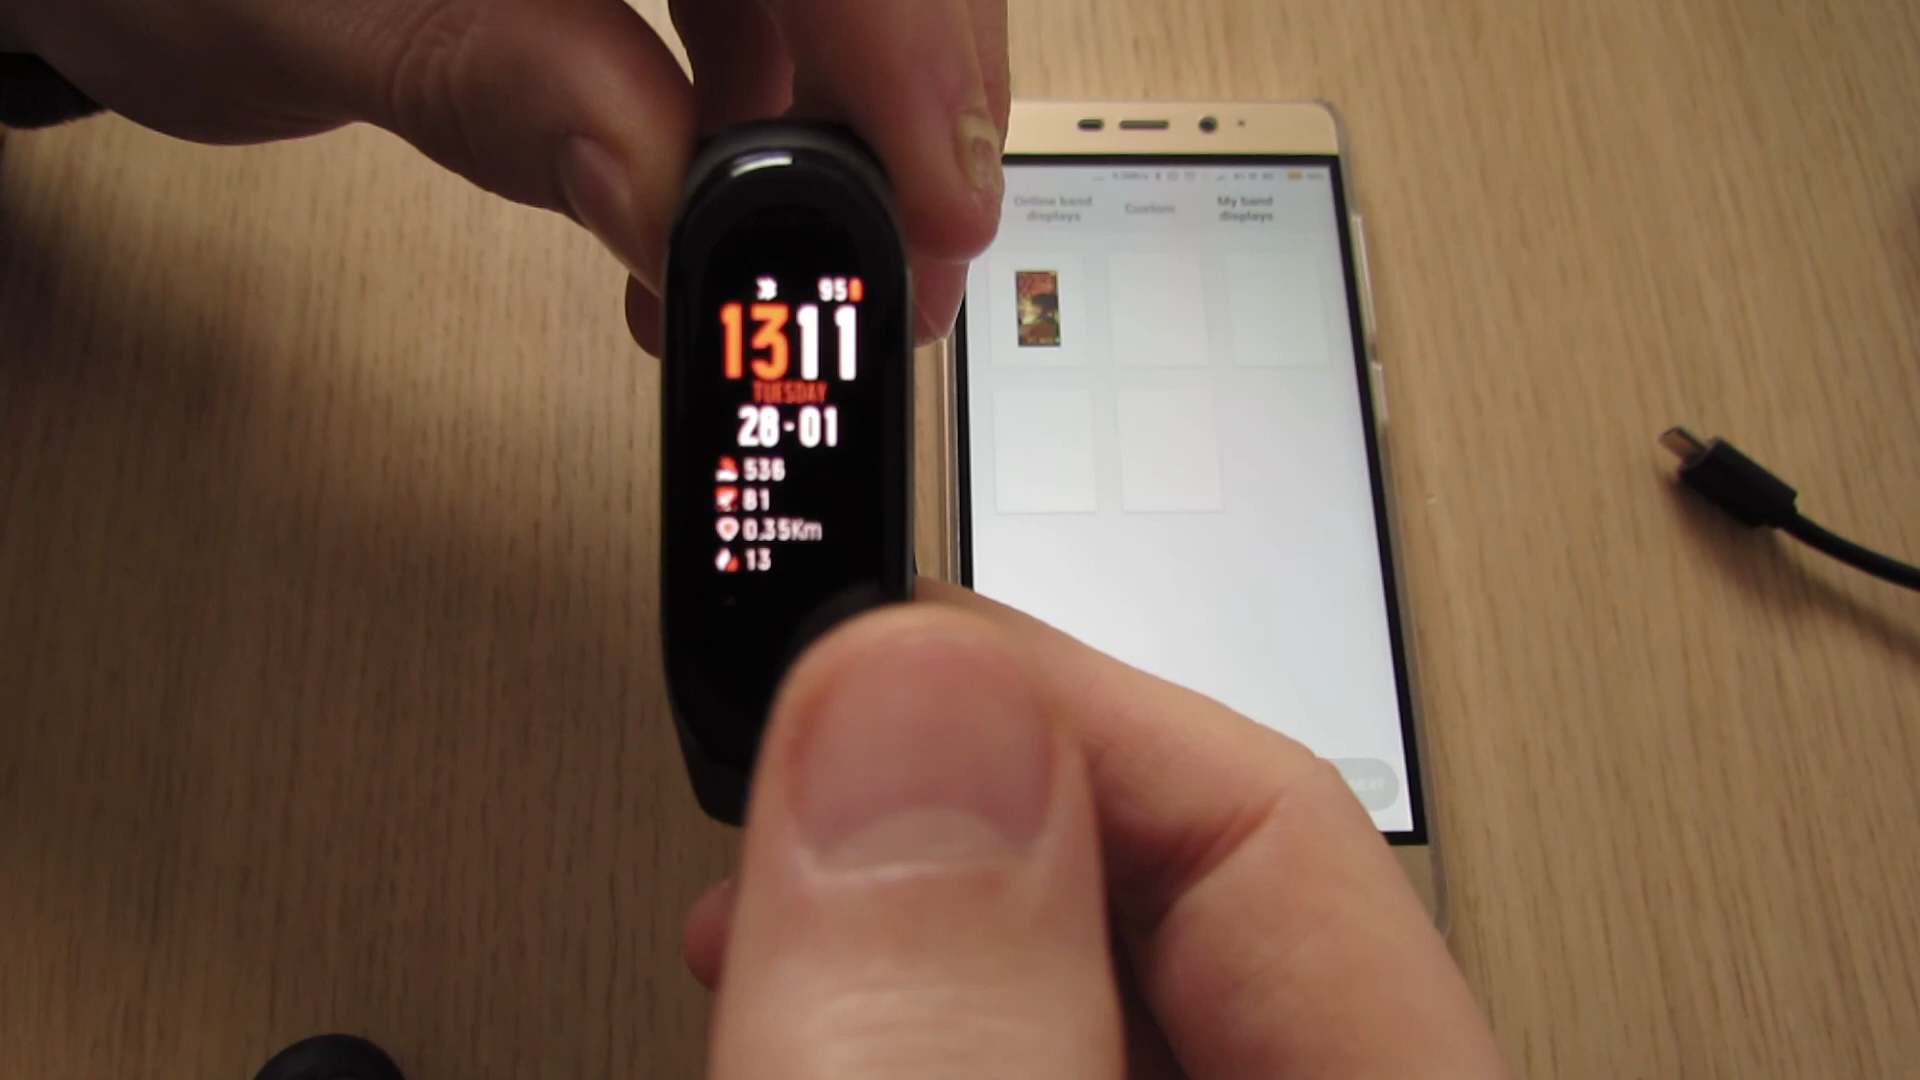 95
1311
TUESDAY
28-01
536
81
0.35Km
13
Online band
displays
Custom
My band
displays